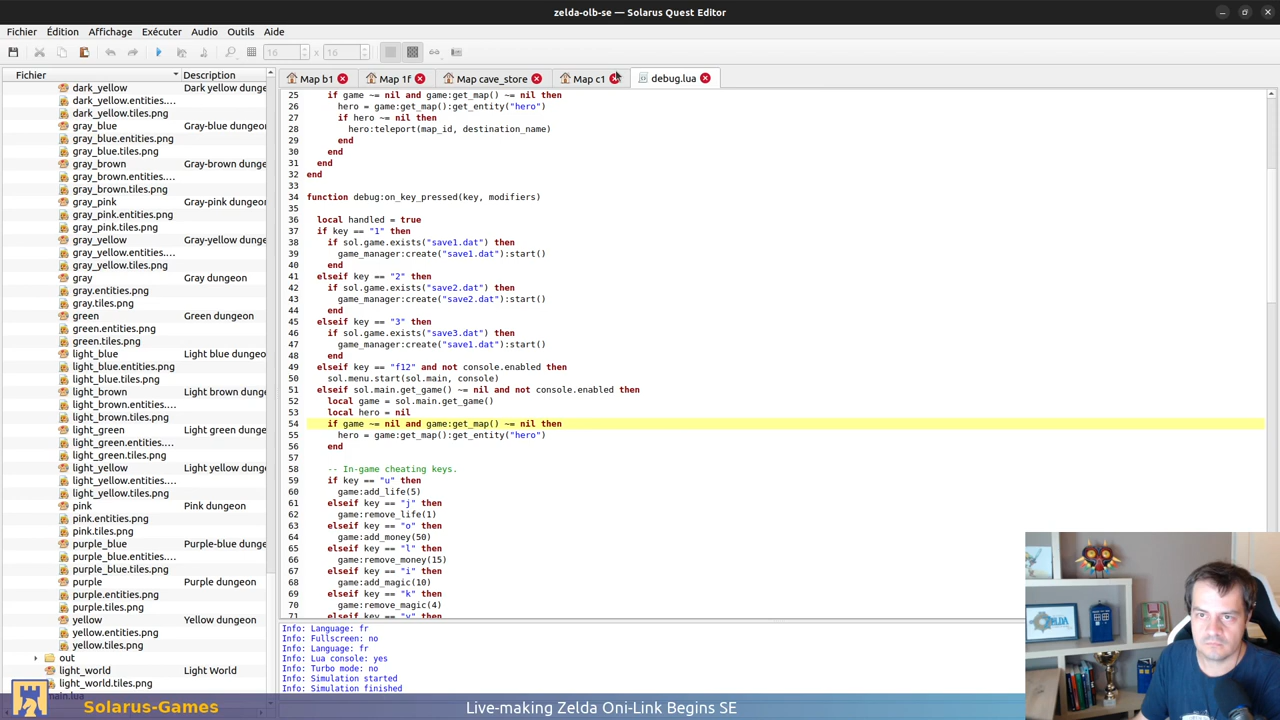 zelda-olb-se — Solarus Quest Editor
Fichier Édition Affichage Exécuter Audio Outils Aide
16 x 16
Fichier Description
Map b1 Map 1f Map cave_store Map c1 debug.lua
dark_yellow Dark yellow dunge
dark_yellow.entities....
dark_yellow.tiles.png
gray_blue Gray-blue dungeor
gray_blue.entities.png
gray_blue.tiles.png
gray_brown Gray-brown dunge
gray_brown.entities....
gray_brown.tiles.png
gray_pink Gray-pink dungeor
gray_pink.entities.png
gray_pink.tiles.png
gray_yellow Gray-yellow dunge
gray_yellow.entities....
gray_yellow.tiles.png
gray Gray dungeon
gray.entities.png
gray.tiles.png
green Green dungeon
green.entities.png
green.tiles.png
light_blue Light blue dungeor
light_blue.entities.png
light_blue.tiles.png
light_brown Light brown dunge
light_brown.entities....
light_brown.tiles.png
light_green Light green dunge
light_green.entities....
light_green.tiles.png
light_yellow Light yellow dunge
light_yellow.entities....
light_yellow.tiles.png
pink Pink dungeon
pink.entities.png
pink.tiles.png
purple_blue Purple-blue dunge
purple_blue.entities...
purple_blue.tiles.png
purple Purple dungeon
purple.entities.png
purple.tiles.png
yellow Yellow dungeon
yellow.entities.png
yellow.tiles.png
out
light_world Light World
light_world.tiles.png
main.lua
25 if game ~= nil and game:get_map() ~= nil then
26 hero = game:get_map():get_entity("hero")
27 if hero ~= nil then
28 hero:teleport(map_id, destination_name)
29 end
30 end
31 end
32 end
33
34 function debug:on_key_pressed(key, modifiers)
35
36 local handled = true
37 if key == "1" then
38 if sol.game.exists("save1.dat") then
39 game_manager:create("save1.dat"):start()
40 end
41 elseif key == "2" then
42 if sol.game.exists("save2.dat") then
43 game_manager:create("save2.dat"):start()
44 end
45 elseif key == "3" then
46 if sol.game.exists("save3.dat") then
47 game_manager:create("save1.dat"):start()
48 end
49 elseif key == "f12" and not console.enabled then
50 sol.menu.start(sol.main, console)
51 elseif sol.main.get_game() ~= nil and not console.enabled then
52 local game = sol.main.get_game()
53 local hero = nil
54 if game ~= nil and game:get_map() ~= nil then
55 hero = game:get_map():get_entity("hero")
56 end
57
58 -- In-game cheating keys.
59 if key == "u" then
60 game:add_life(5)
61 elseif key == "j" then
62 game:remove_life(1)
63 elseif key == "o" then
64 game:add_money(50)
65 elseif key == "l" then
66 game:remove_money(15)
67 elseif key == "i" then
68 game:add_magic(10)
69 elseif key == "k" then
70 game:remove_magic(4)
71 elseif key == "v" then
Info: Language: fr
Info: Fullscreen: no
Info: Language: fr
Info: Lua console: yes
Info: Turbo mode: no
Info: Simulation started
Info: Simulation finished
Solarus-Games
Live-making Zelda Oni-Link Begins SE